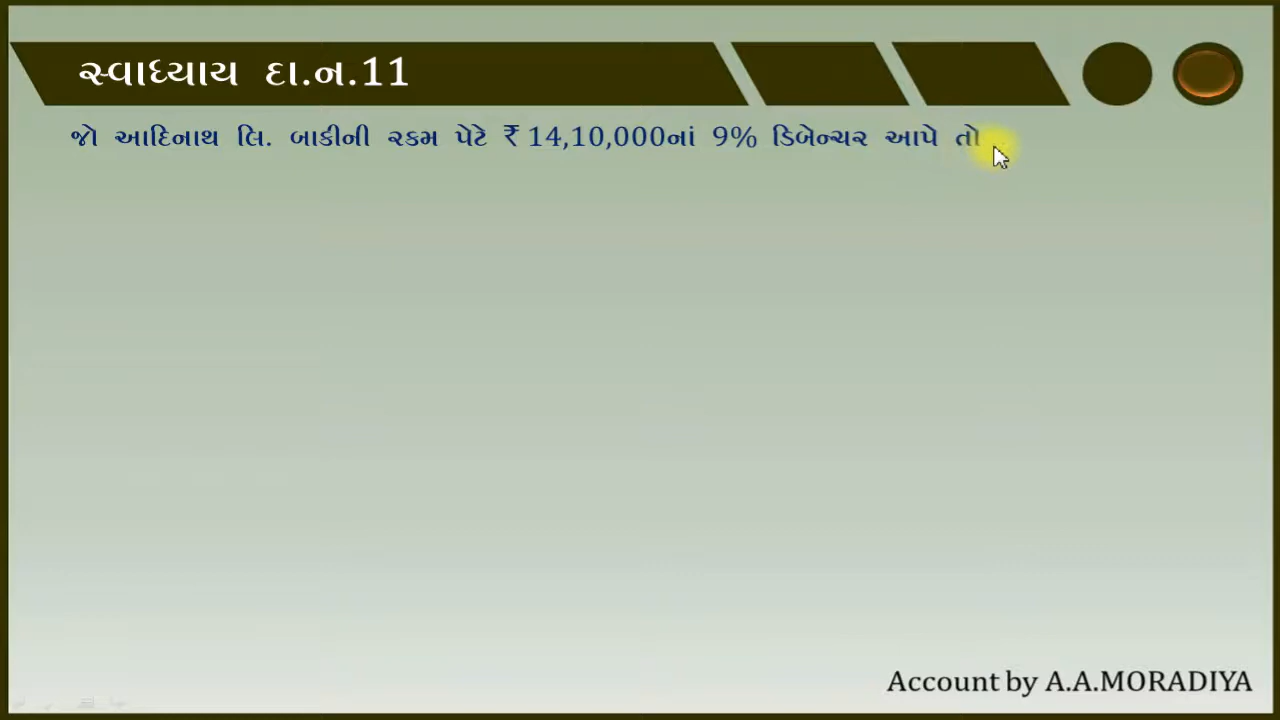 સ્વાધ્યાય દા.ન.11
જો આદિનાથ લિ. બાકીની રકમ પેટે ₹ 14,10,000નાં 9% ડિબેન્ચર આપે તો
Account by A.A.MORADIYA